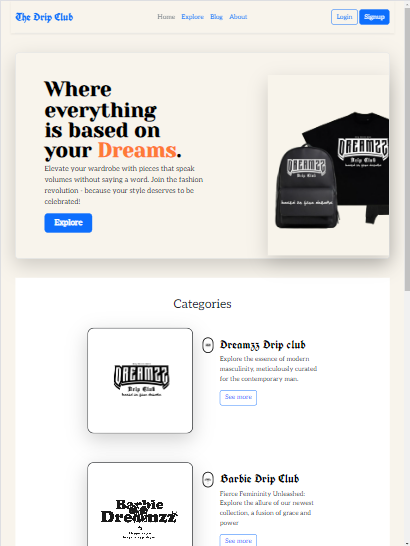 The Drip Club
Home Explore Blog About
Login Signup
Where
everything
is based on
your Dreams.
Elevate your wardrobe with pieces that speak
volumes without saying a word. Join the fashion
revolution - because your style deserves to be
celebrated!
Explore
DREAMZZ
Drip Club
based on your dreams
DREAMZZ
Drip Club
Categories
DREAMZZ
Drip Club
based on your dreams
Dreamzz Drip club
Explore the essence of modern
masculinity, meticulously curated
for the contemporary man.
See more
Barbie
Dreamzz
Barbie Drip Club
Fierce Femininity Unleashed:
Explore the allure of our newest
collection, a fusion of grace and
power
See more